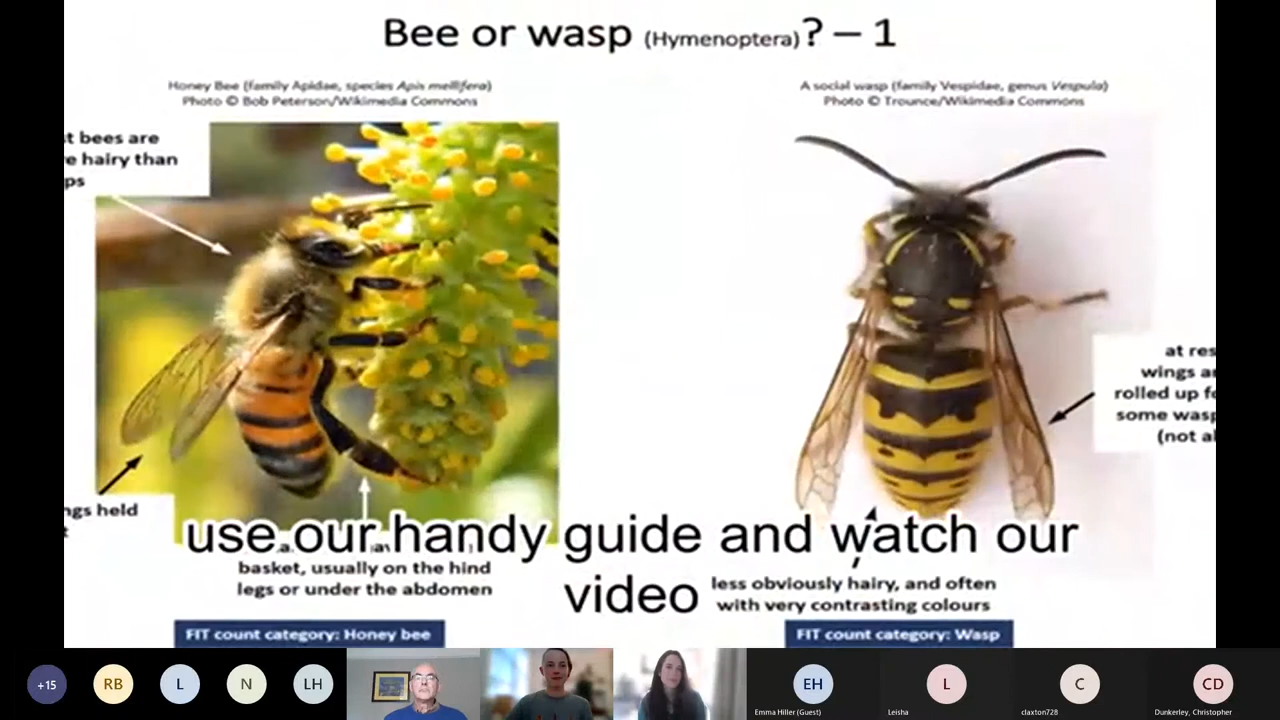 Bee or wasp (Hymenoptera)? – 1
Honey Bee (family Apidae, species Apis mellifera)
Photo © Bob Peterson/Wikimedia Commons
A social wasp (family Vespidae, genus Vespula)
Photo © Trounce/Wikimedia Commons
t bees are
e hairy than
ps
at res
wings a
rolled up f
some wasp
(not al
ngs held
t
use our handy guide and watch our
video
basket, usually on the hind
legs or under the abdomen
less obviously hairy, and often
with very contrasting colours
FIT count category: Honey bee
FIT count category: Wasp
+15
RB
L
N
LH
EH
L
C
CD
Emma Hiller (Guest)
Leisha
claxton728
Dunkerley, Christopher